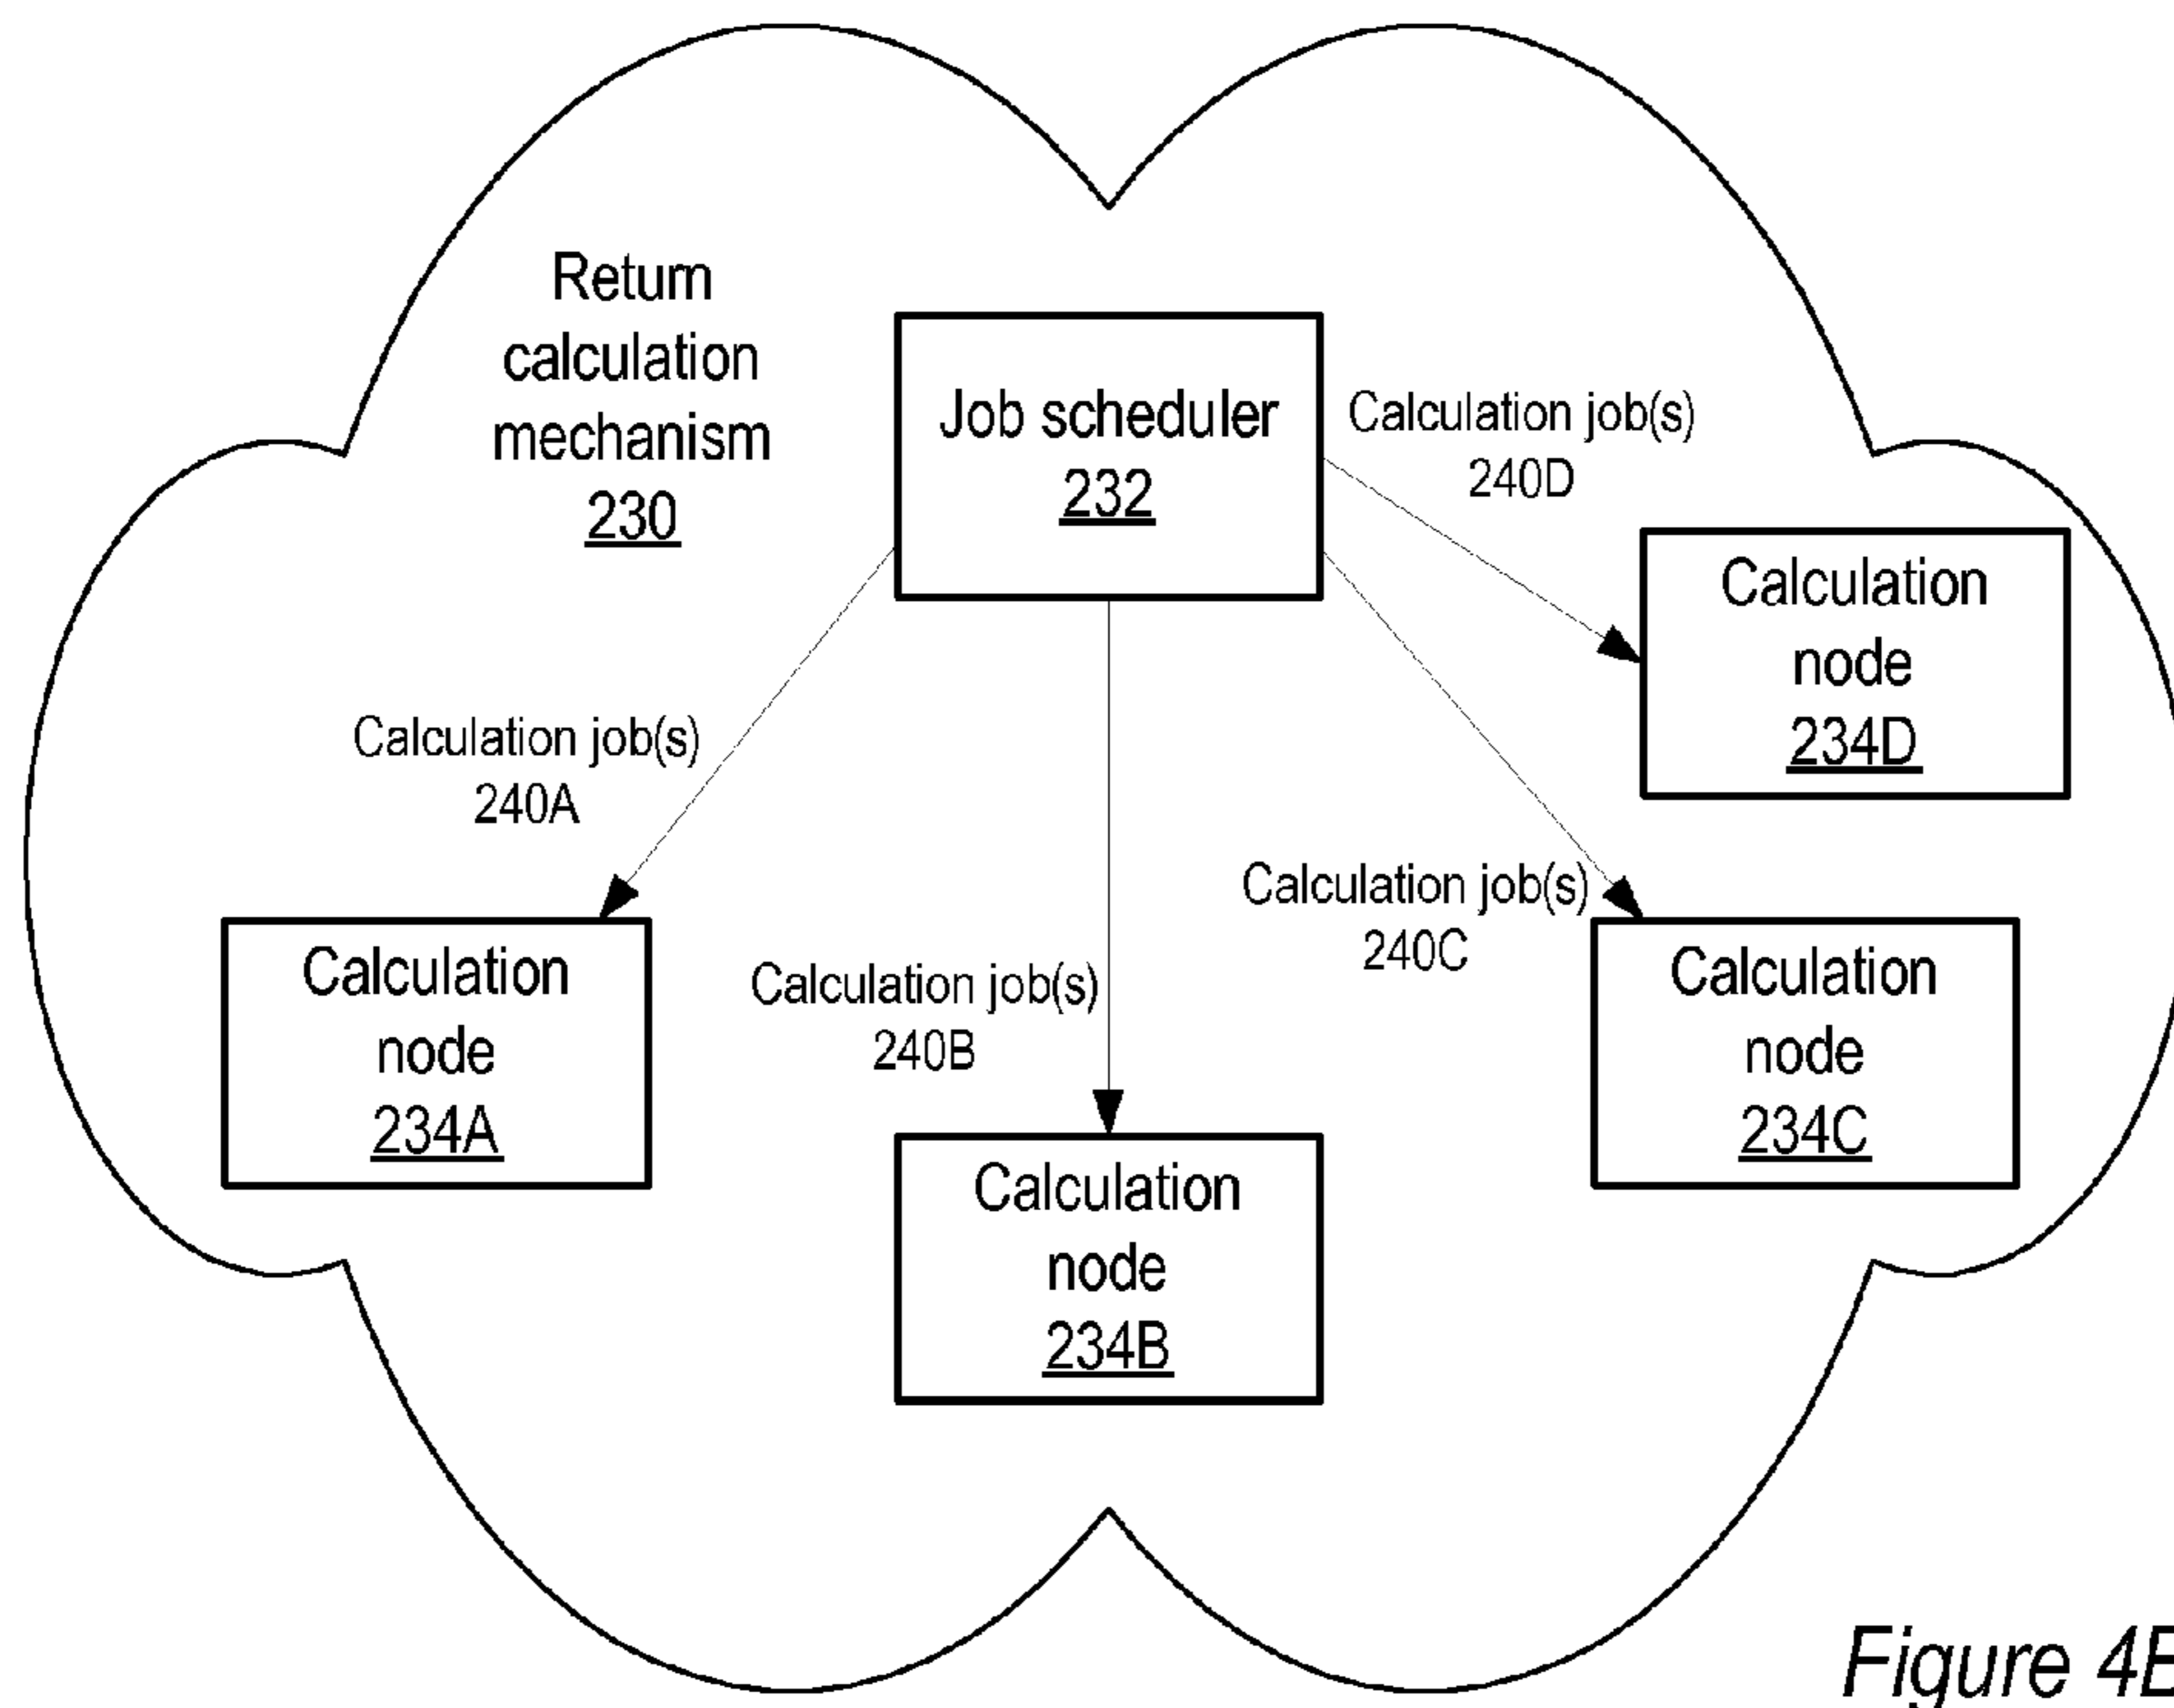 Return
calculation
mechanism
230
Job scheduler
232
Calculation job(s)
240D
Calculation
node
234D
Calculation job(s)
240A
Calculation job(s)
240C
Calculation job(s)
240B
Calculation
node
234A
Calculation
node
234C
Calculation
node
234B
Figure